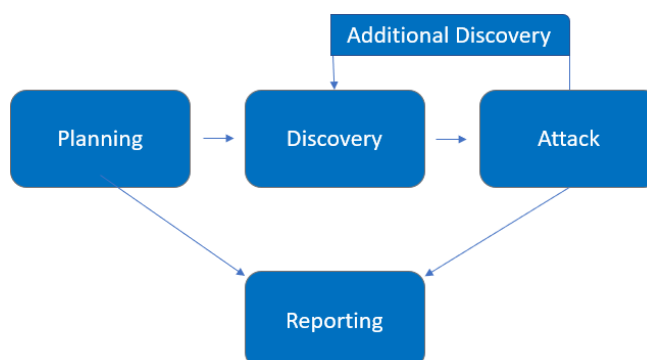 Additional Discovery
Planning
Discovery
Attack
Reporting